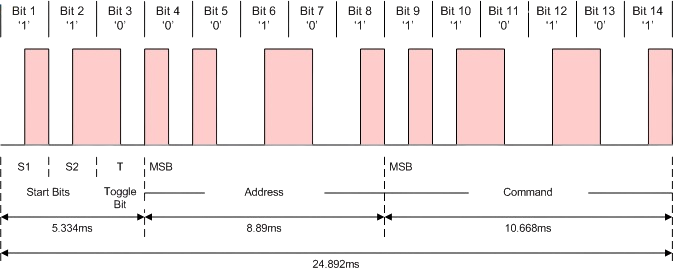 Bit 1 Bit 2 Bit 3 Bit 4 Bit 5 Bit 6 Bit 7 Bit 8 Bit 9 Bit 10 Bit 11 Bit 12 Bit 13 Bit 14
'1' '1' '0' '0' '0' '1' '0' '1' '1' '1' '0' '1' '0' '1'
S1 S2 T MSB MSB
Start Bits Toggle Bit Address Command
5.334ms 8.89ms 10.668ms
24.892ms